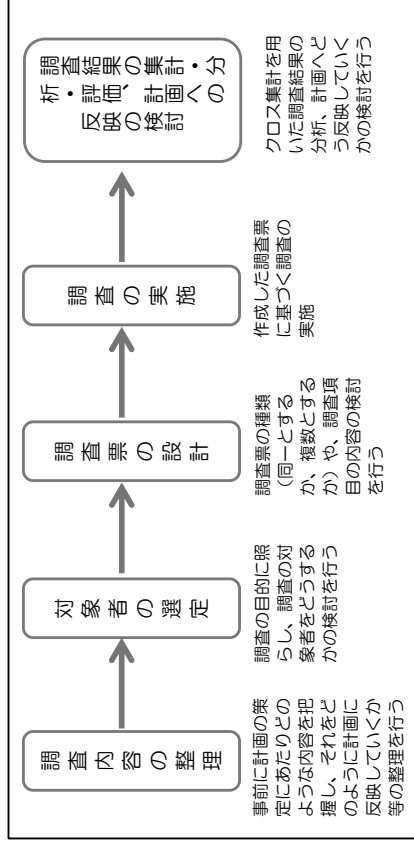 調査内容の整理
事前に計画の策
定にあたりどの
ような内容を把
握し、それをど
のように計画に
反映していくか
等の整理を行う
対象者の選定
調査の目的に照
らし、調査の対
象者をどうする
かの検討を行う
調査票の設計
調査票の種類
（同一とする
か、複数とする
か）や、調査項
目の内容の検討
を行う
調査の実施
作成した調査票
に基づく調査の
実施
調査結果の集計・分
析・評価、計画への
反映の検討
クロス集計を用
いた調査結果の
分析、計画へど
う反映していく
かの検討を行う